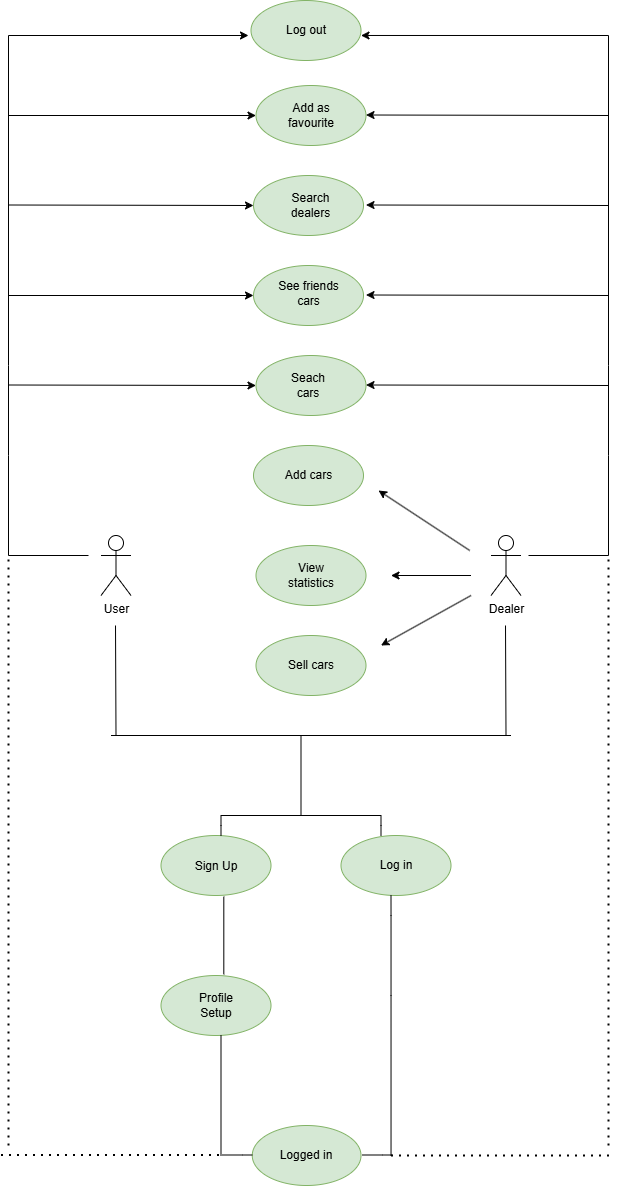 Log out
Add as
favourite
Search
dealers
See friends
cars
Seach
cars
Add cars
View
statistics
User
Dealer
Sell cars
Sign Up
Log in
Profile
Setup
Logged in